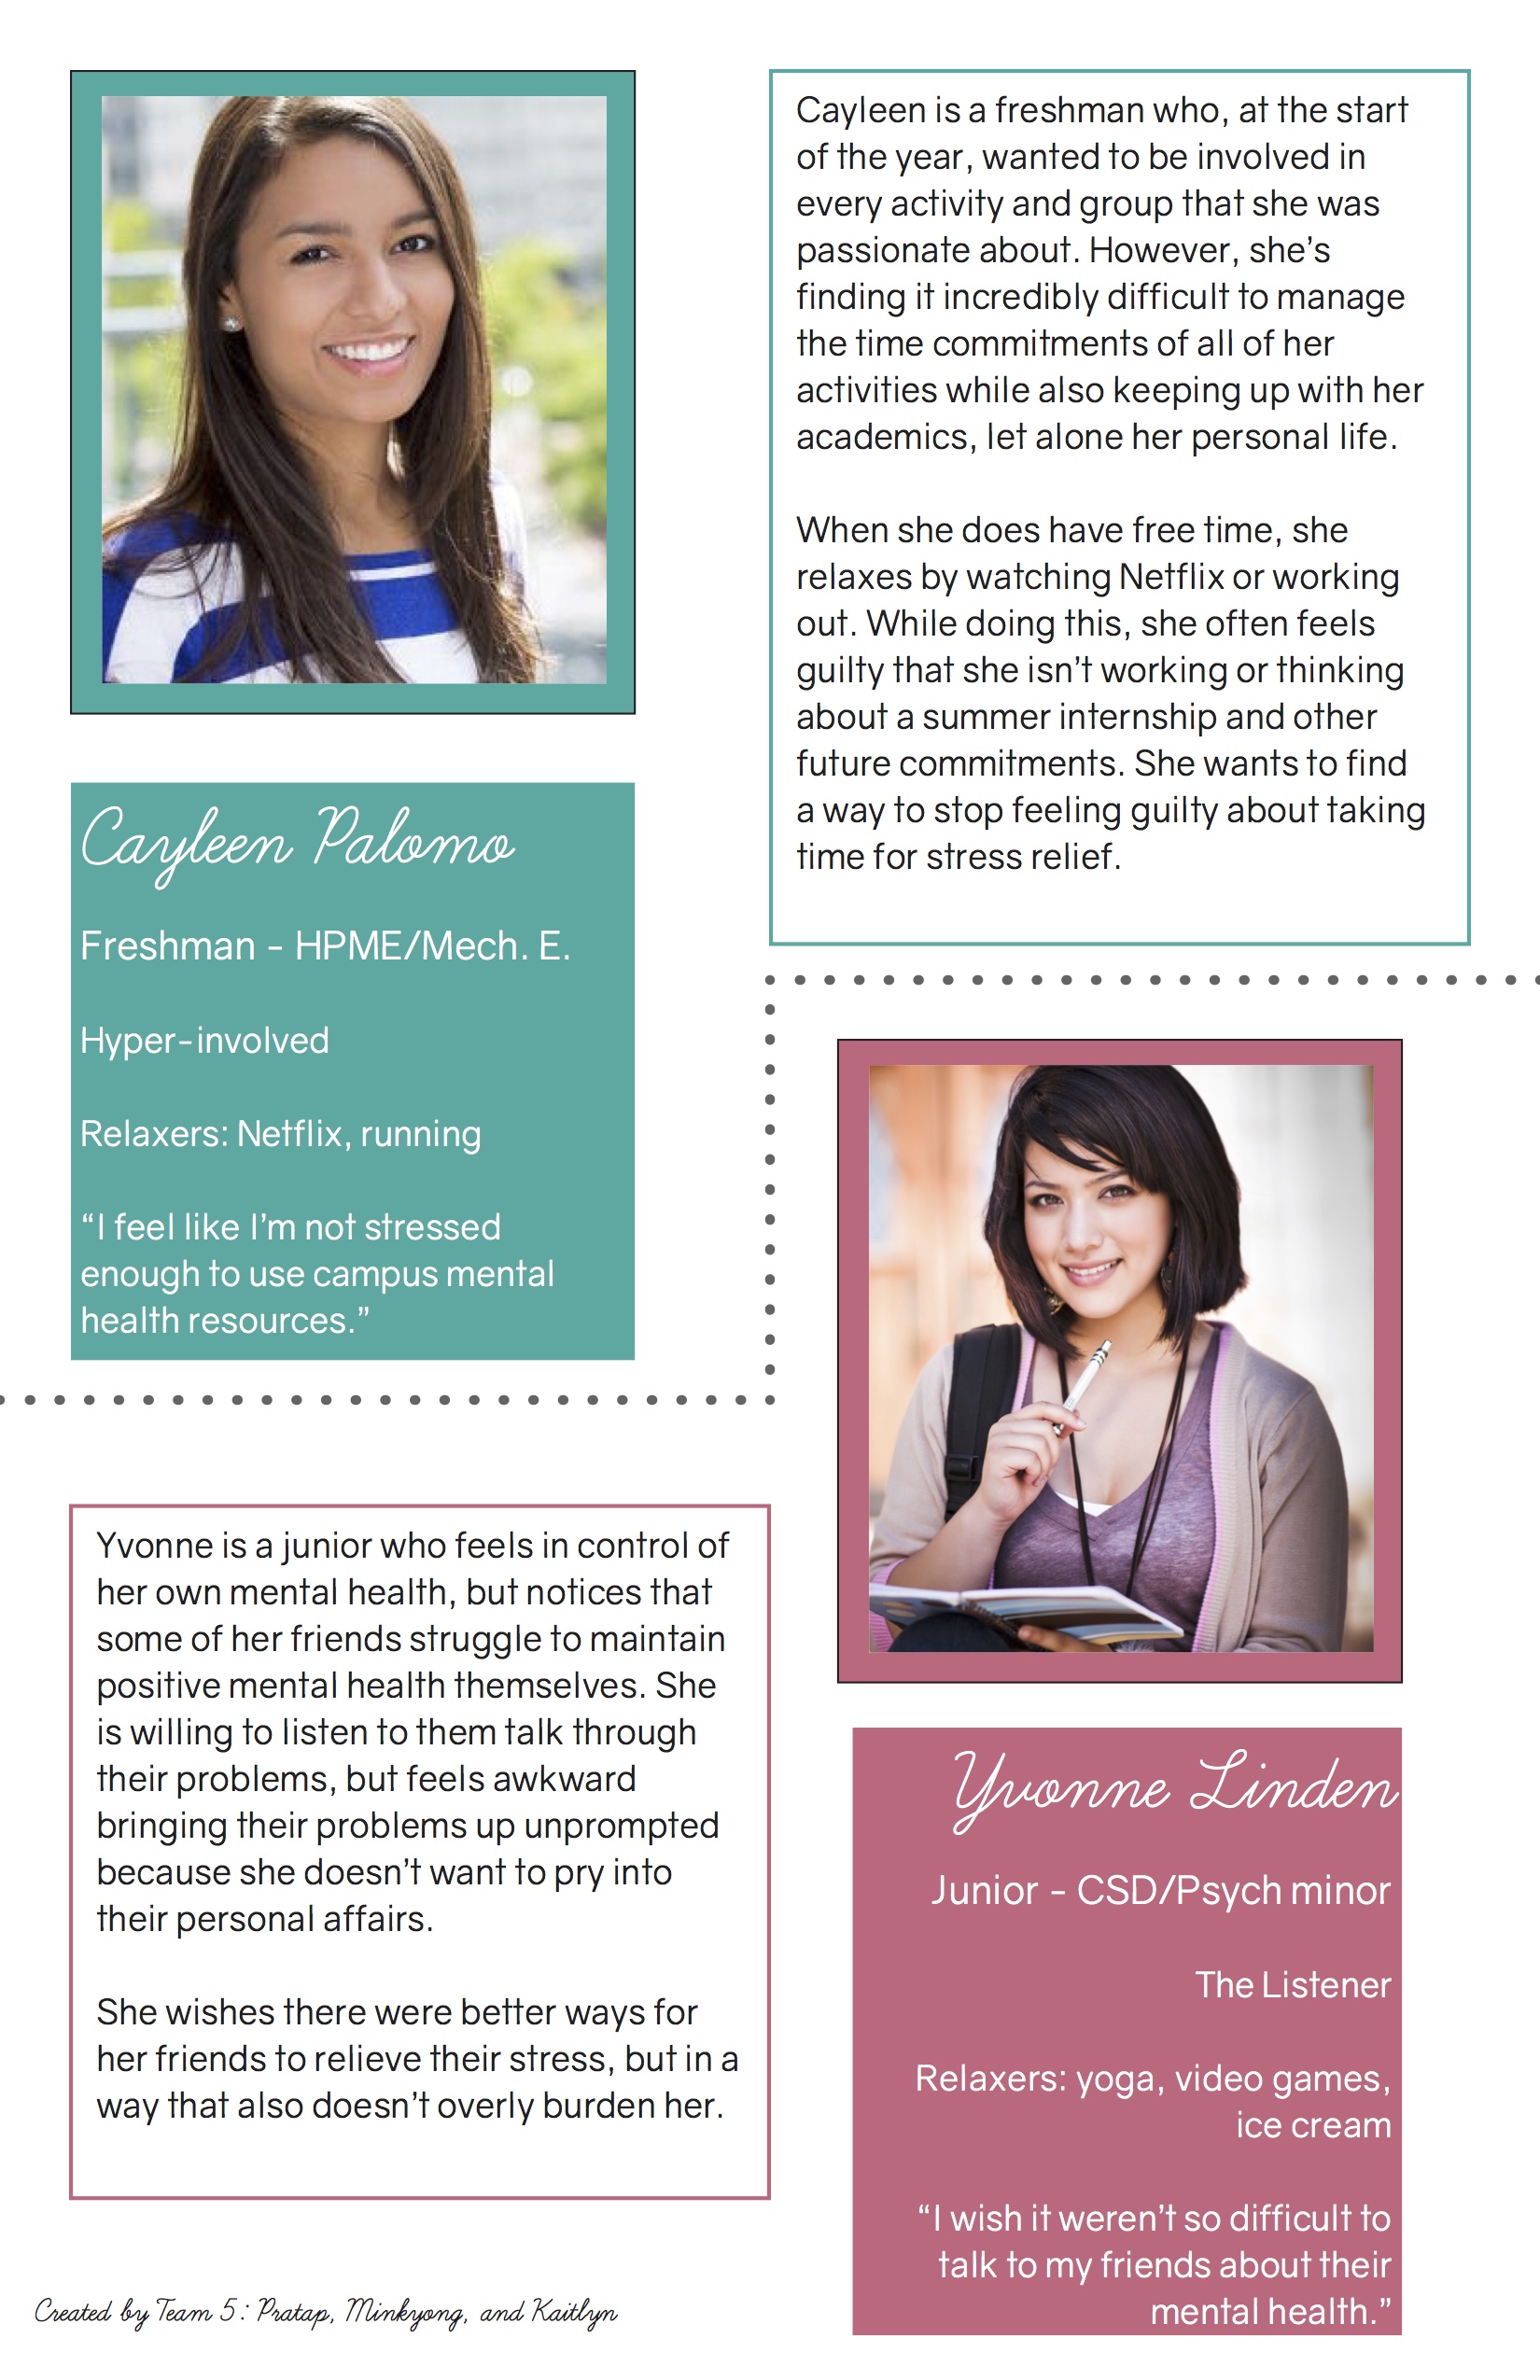 Cayleen is a freshman who, at the start
of the year, wanted to be involved in
every activity and group that she was
passionate about. However, she’s
finding it incredibly difficult to manage
the time commitments of all of her
activities while also keeping up with her
academics, let alone her personal life.
When she does have free time, she
relaxes by watching Netflix or working
out. While doing this, she often feels
guilty that she isn’t working or thinking
about a summer internship and other
future commitments. She wants to find
a way to stop feeling guilty about taking
time for stress relief.
Cayleen Palomo
Freshman - HPME/Mech. E.
Hyper-involved
Relaxers: Netflix, running
“I feel like I’m not stressed
enough to use campus mental
health resources.”
Yvonne is a junior who feels in control of
her own mental health, but notices that
some of her friends struggle to maintain
positive mental health themselves. She
is willing to listen to them talk through
their problems, but feels awkward
bringing their problems up unprompted
because she doesn’t want to pry into
their personal affairs.
She wishes there were better ways for
her friends to relieve their stress, but in a
way that also doesn’t overly burden her.
Yvonne Linden
Junior - CSD/Psych minor
The Listener
Relaxers: yoga, video games,
ice cream
“I wish it weren’t so difficult to
talk to my friends about their
mental health.”
Created by Team 5: Pratap, Minkyong, and Kaitlyn